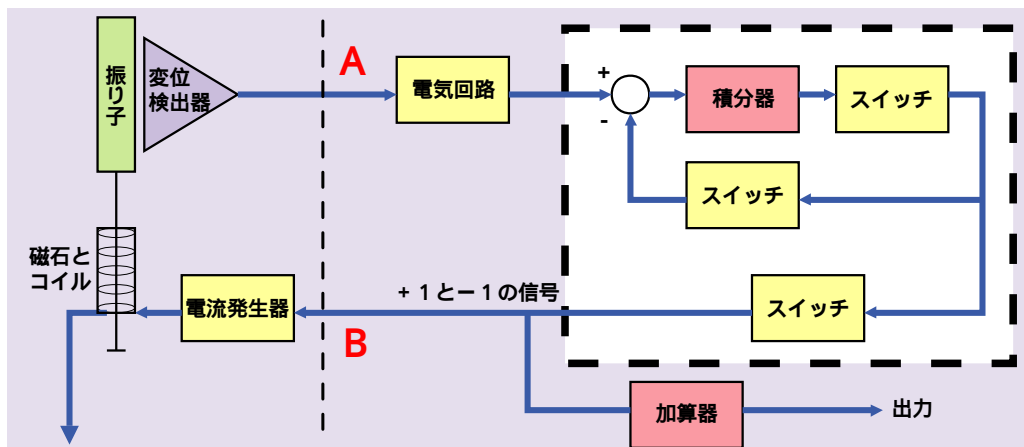 振り子
変位
検出器
A
電気回路
+
-
積分器
スイッチ
スイッチ
磁石と
コイル
電流発生器
+1とー1の信号
スイッチ
B
加算器
出力